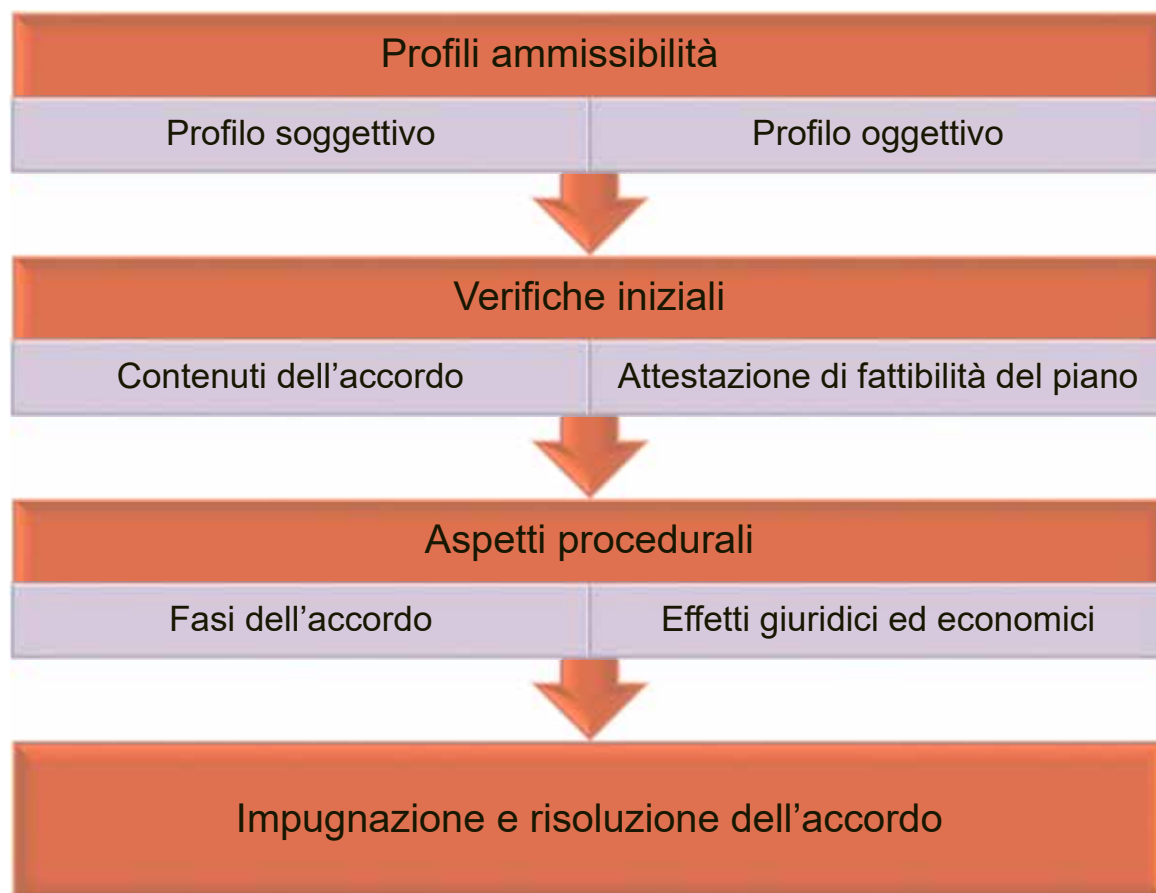 Profili ammissibilità
Profilo soggettivo
Profilo oggettivo
Verifiche iniziali
Contenuti dell’accordo
Attestazione di fattibilità del piano
Aspetti procedurali
Fasi dell’accordo
Effetti giuridici ed economici
Impugnazione e risoluzione dell’accordo